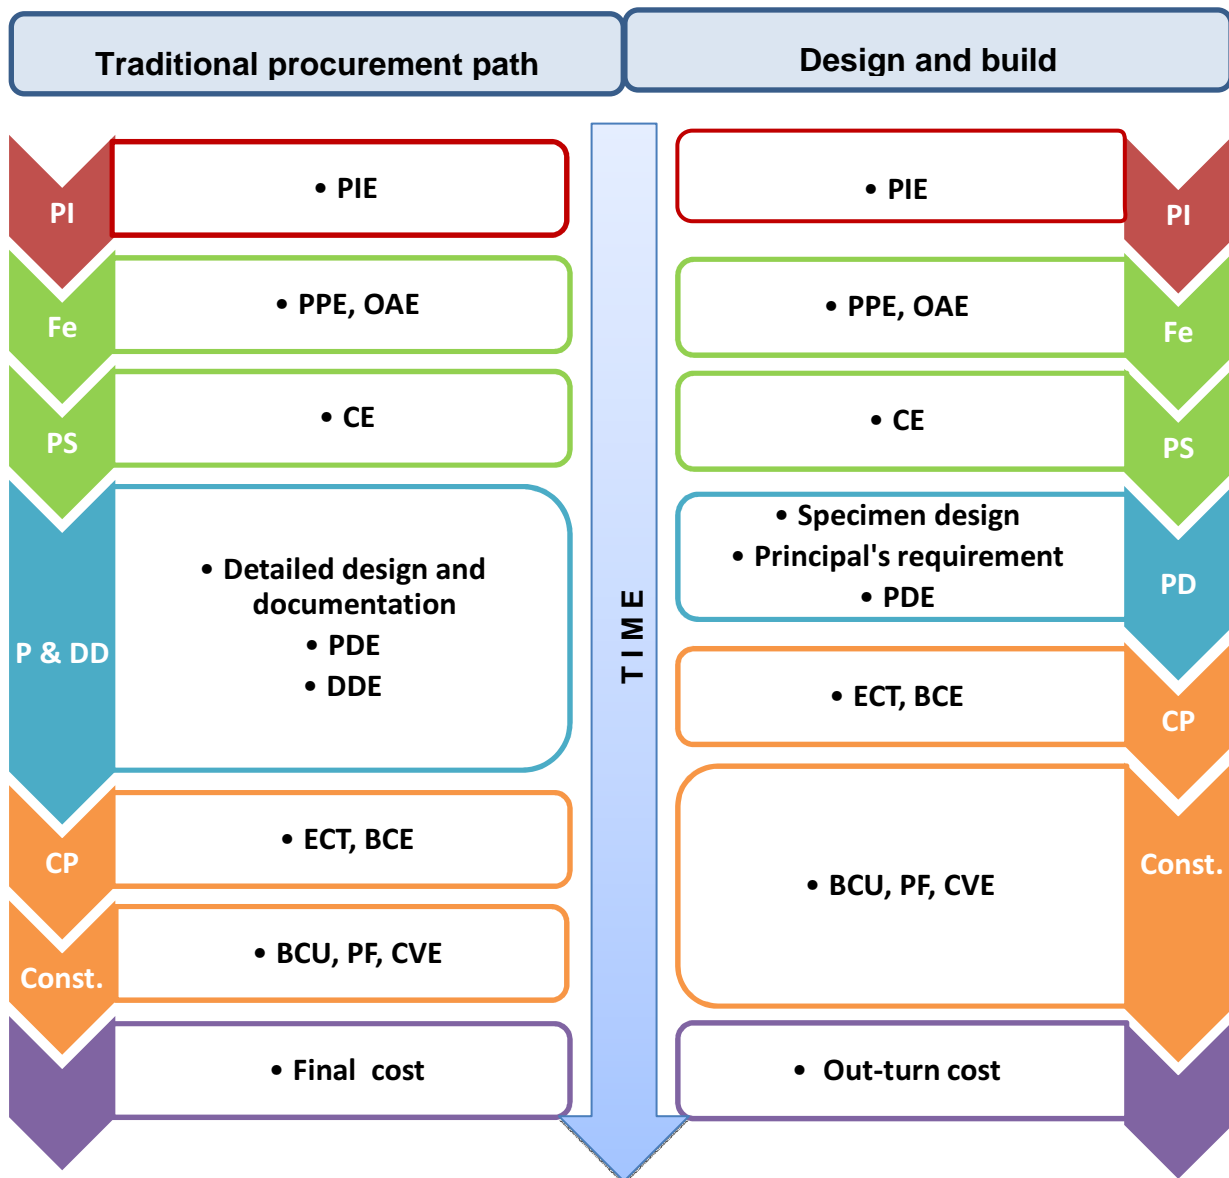 Traditional procurement path
Design and build
PI
• PIE
Fe
• PPE, OAE
PS
• CE
P & DD
• Detailed design and
documentation
• PDE
• DDE
CP
• ECT, BCE
Const.
• BCU, PF, CVE
• Final cost
TIME
• PIE
PI
• PPE, OAE
Fe
• CE
PS
• Specimen design
• Principal's requirement
• PDE
PD
• ECT, BCE
CP
• BCU, PF, CVE
Const.
• Out-turn cost